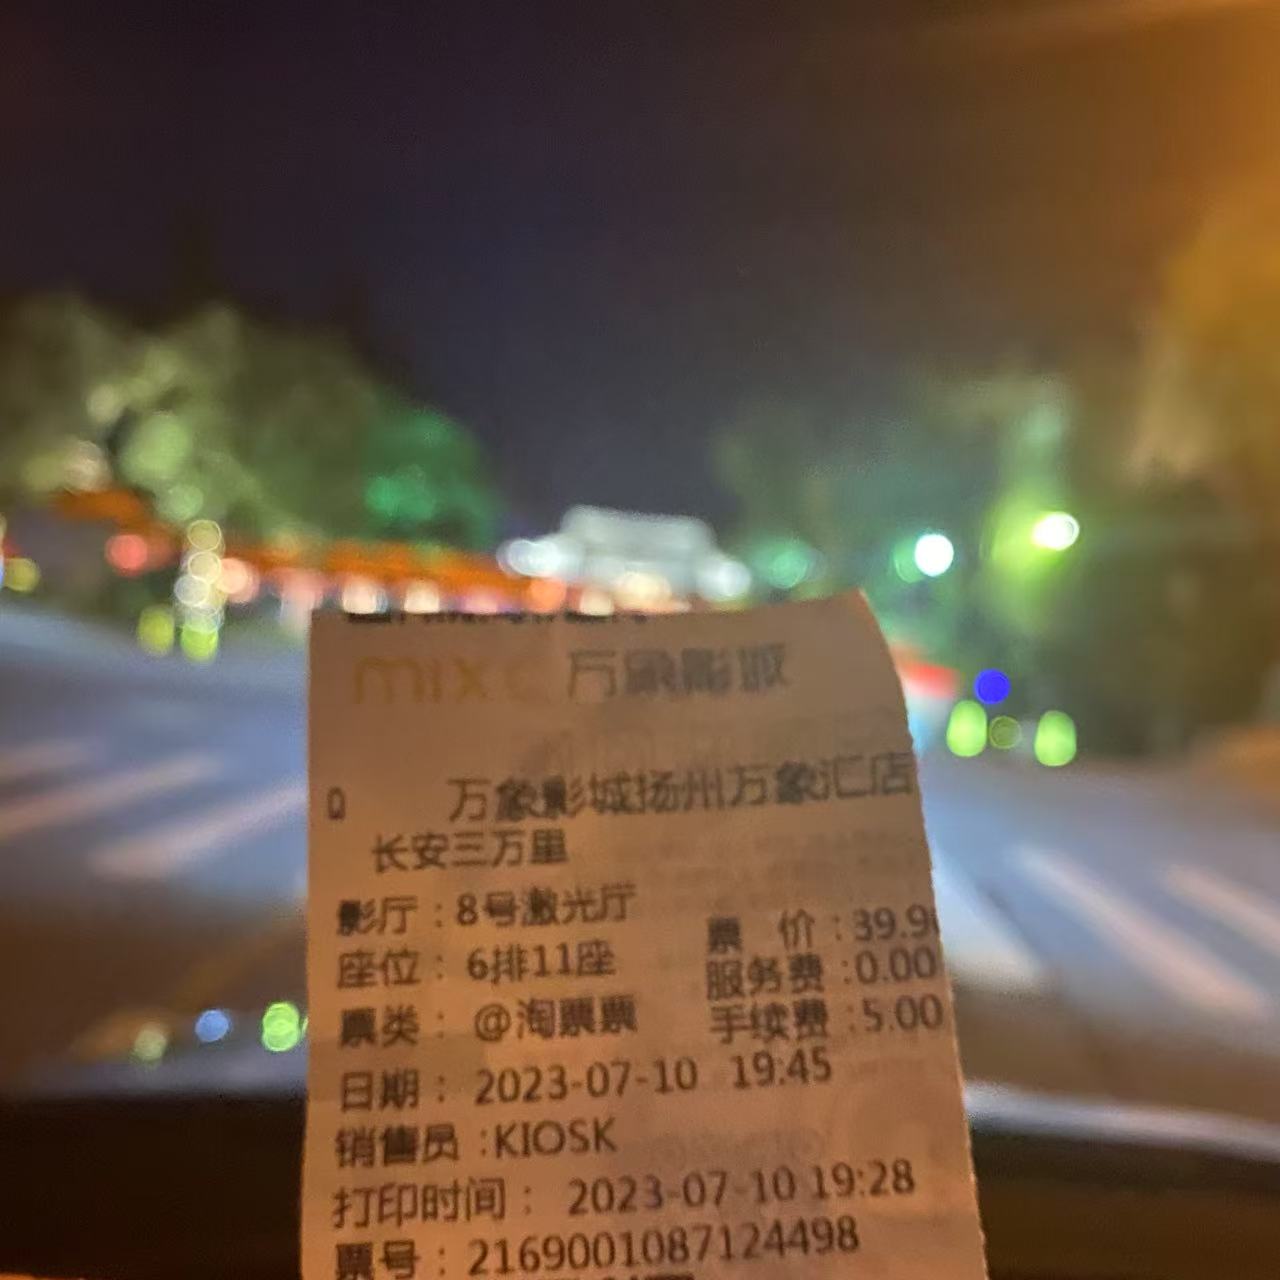 mixc 万象影城
万象影城扬州万象汇店
长安三万里
影厅：8号激光厅
票 价：39.90
座位：6排11座
服务费：0.00
票类：@淘票票
手续费：5.00
日期：2023-07-10 19:45
销售员：KIOSK
打印时间：2023-07-10 19:28
票号：2169001087124498